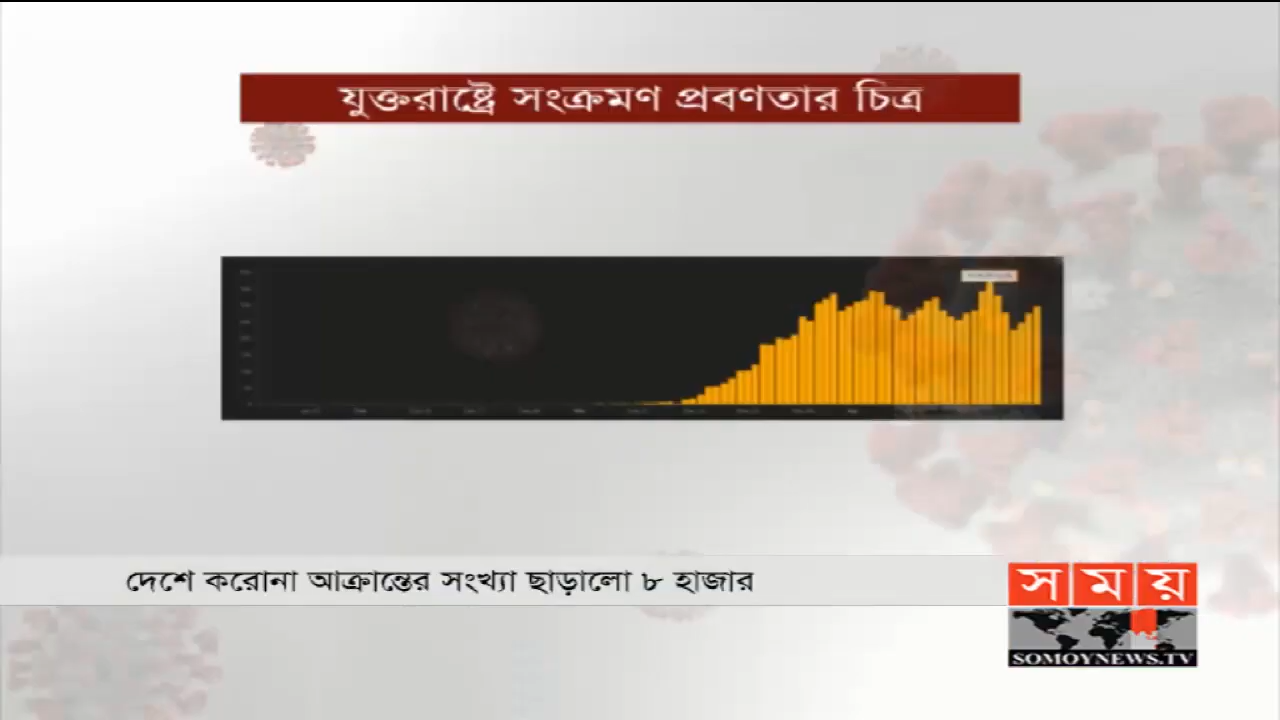 যুক্তরাষ্ট্রে সংক্রমণ প্রবণতার চিত্র
দেশে করোনা আক্রান্তের সংখ্যা ছাড়ালো ৮ হাজার
সময়
SOMOYNEWS.TV